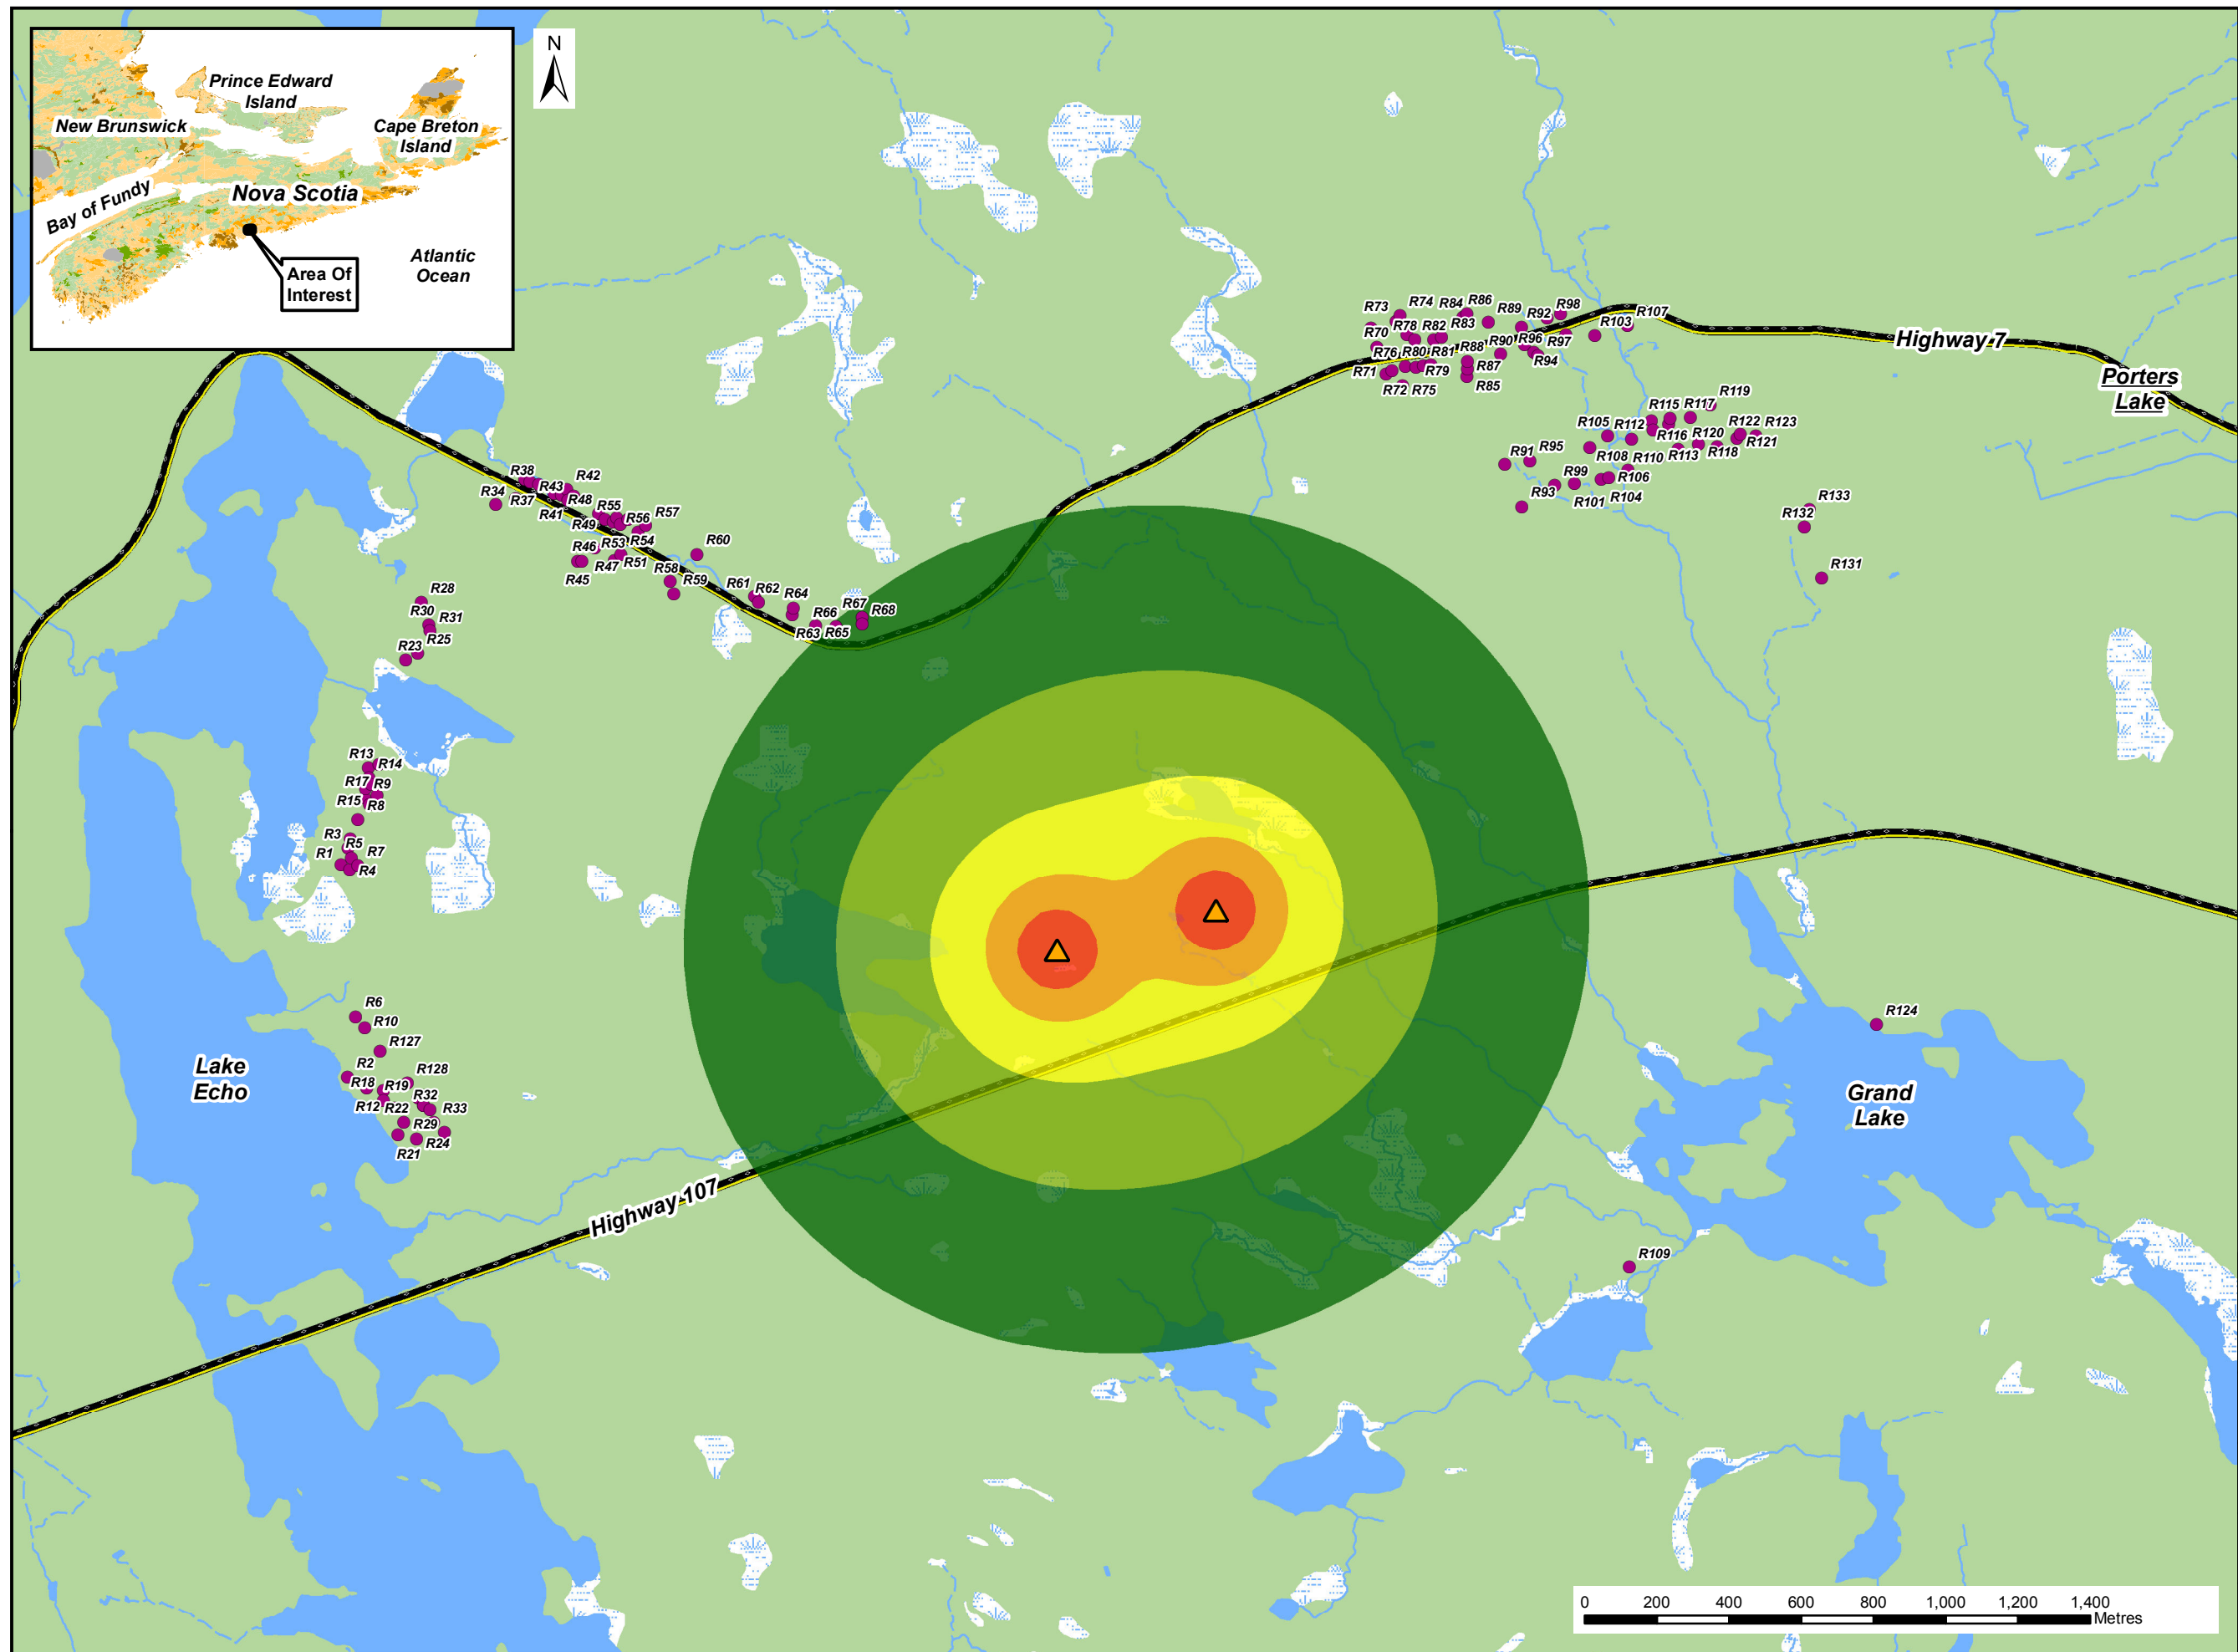 Prince Edward
Island
New Brunswick
Cape Breton
Island
Bay of Fundy
Nova Scotia
Atlantic
Ocean
Area Of
Interest
N
R73
R74
R84
R86
R89
R92
R98
R107
R103
R70
R78
R82
R83
R90
R96
R97
R76
R80
R81
R88
R94
R71
R79
R87
R72
R75
R85
Highway 7
Porters
Lake
R119
R115
R117
R105
R112
R122
R123
R116
R120
R121
R91
R95
R108
R110
R113
R118
R99
R106
R93
R101
R104
R133
R132
R131
R38
R42
R34
R43
R37
R48
R41
R55
R49
R56
R57
R46
R53
R54
R60
R47
R51
R45
R58
R59
R61
R62
R64
R67
R66
R68
R63
R65
R28
R30
R31
R25
R23
R13
R14
R17
R9
R15
R8
R3
R5
R1
R7
R4
R6
R10
R127
R2
R128
R18
R19
R32
R12
R22
R33
R29
R24
R21
Lake
Echo
Highway 107
R124
Grand
Lake
R109
0 200 400 600 800 1,000 1,200 1,400
Metres